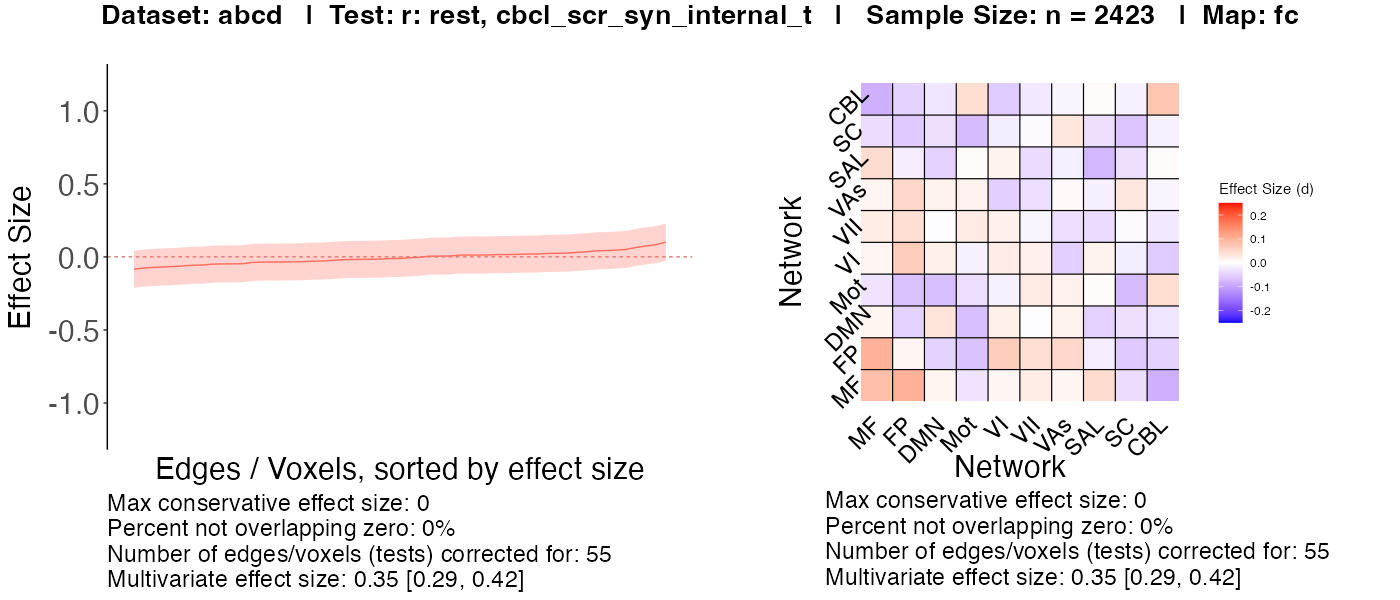 Dataset: abcd | Test: r: rest, cbcl_scr_syn_internal_t | Sample Size: n = 2423 | Map: fc
Effect Size
1.0
0.5
0.0
-0.5
-1.0
Edges / Voxels, sorted by effect size
Max conservative effect size: 0
Percent not overlapping zero: 0%
Number of edges/voxels (tests) corrected for: 55
Multivariate effect size: 0.35 [0.29, 0.42]
Network
CBL
SC
SAL
VAs
VII
VI
Mot
DMN
FP
MF
MF FP DMN Mot VI VII VAs SAL SC CBL
Network
Effect Size (d)
0.2
0.1
0.0
-0.1
-0.2
Max conservative effect size: 0
Percent not overlapping zero: 0%
Number of edges/voxels (tests) corrected for: 55
Multivariate effect size: 0.35 [0.29, 0.42]